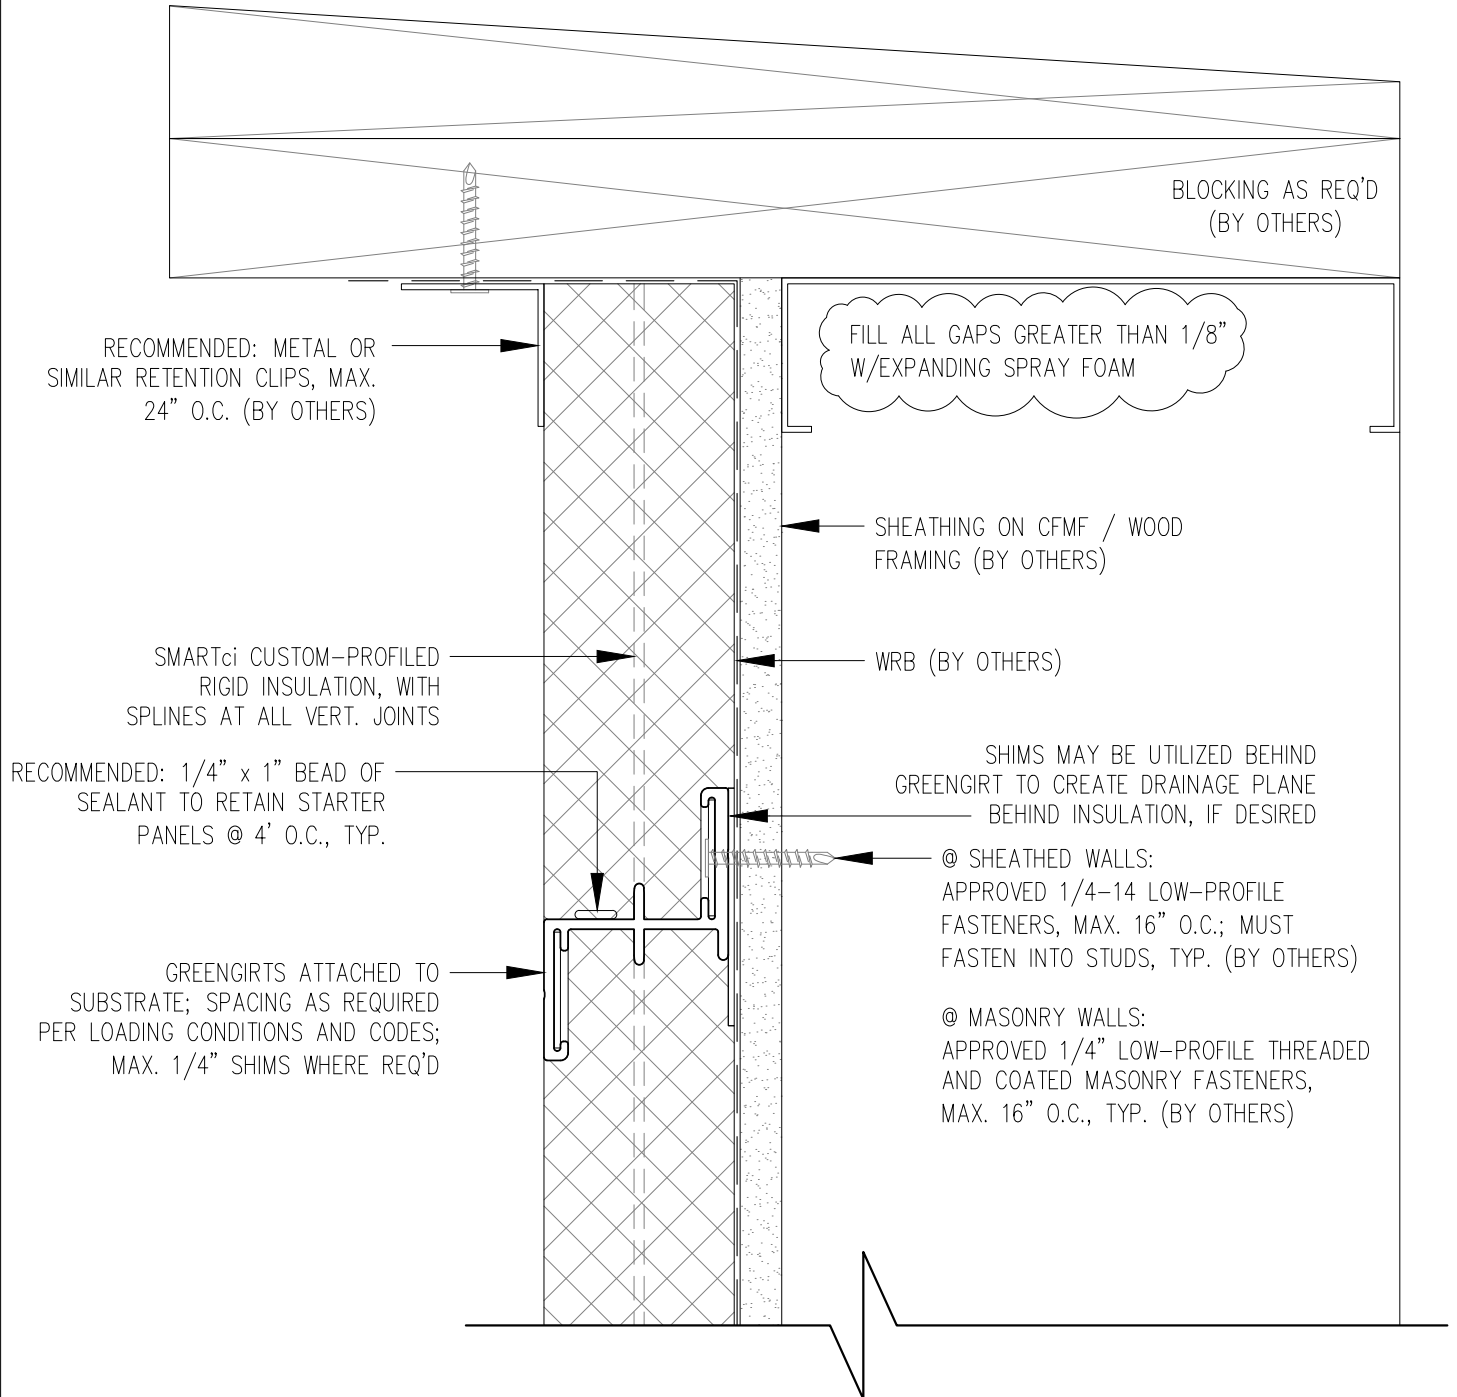 BLOCKING AS REQ'D
(BY OTHERS)
RECOMMENDED: METAL OR
SIMILAR RETENTION CLIPS, MAX.
24" O.C. (BY OTHERS)
FILL ALL GAPS GREATER THAN 1/8"
W/EXPANDING SPRAY FOAM
SHEATHING ON CFMF / WOOD
FRAMING (BY OTHERS)
SMARTci CUSTOM-PROFILED
RIGID INSULATION, WITH
SPLINES AT ALL VERT. JOINTS
WRB (BY OTHERS)
RECOMMENDED: 1/4" x 1" BEAD OF
SEALANT TO RETAIN STARTER
PANELS @ 4' O.C., TYP.
SHIMS MAY BE UTILIZED BEHIND
GREENGIRT TO CREATE DRAINAGE PLANE
BEHIND INSULATION, IF DESIRED
@ SHEATHED WALLS:
APPROVED 1/4-14 LOW-PROFILE
FASTENERS, MAX. 16" O.C.; MUST
FASTEN INTO STUDS, TYP. (BY OTHERS)
GREENGIRTS ATTACHED TO
SUBSTRATE; SPACING AS REQUIRED
PER LOADING CONDITIONS AND CODES;
MAX. 1/4" SHIMS WHERE REQ'D
@ MASONRY WALLS:
APPROVED 1/4" LOW-PROFILE THREADED
AND COATED MASONRY FASTENERS,
MAX. 16" O.C., TYP. (BY OTHERS)